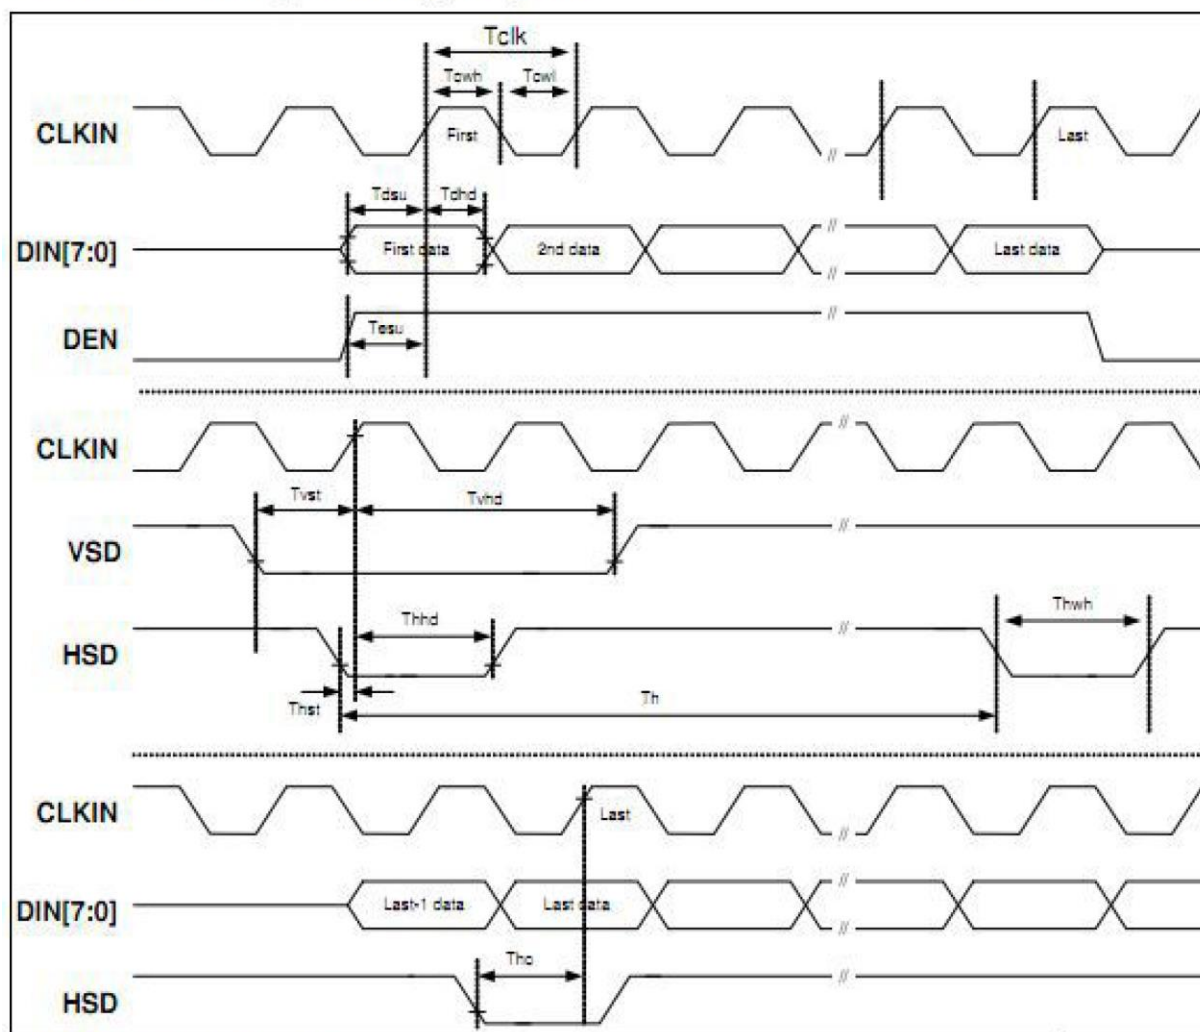 Tclk
Tcwh Tcwl
CLKIN First Last
Tdsu Tdhd
DIN[7:0] First data 2nd data Last data
DEN Tesu
CLKIN
Tvst Tvhd
VSD
Thhd Thwh
HSD
Thst Th
CLKIN Last
DIN[7:0] Last-1 data Last data
HSD